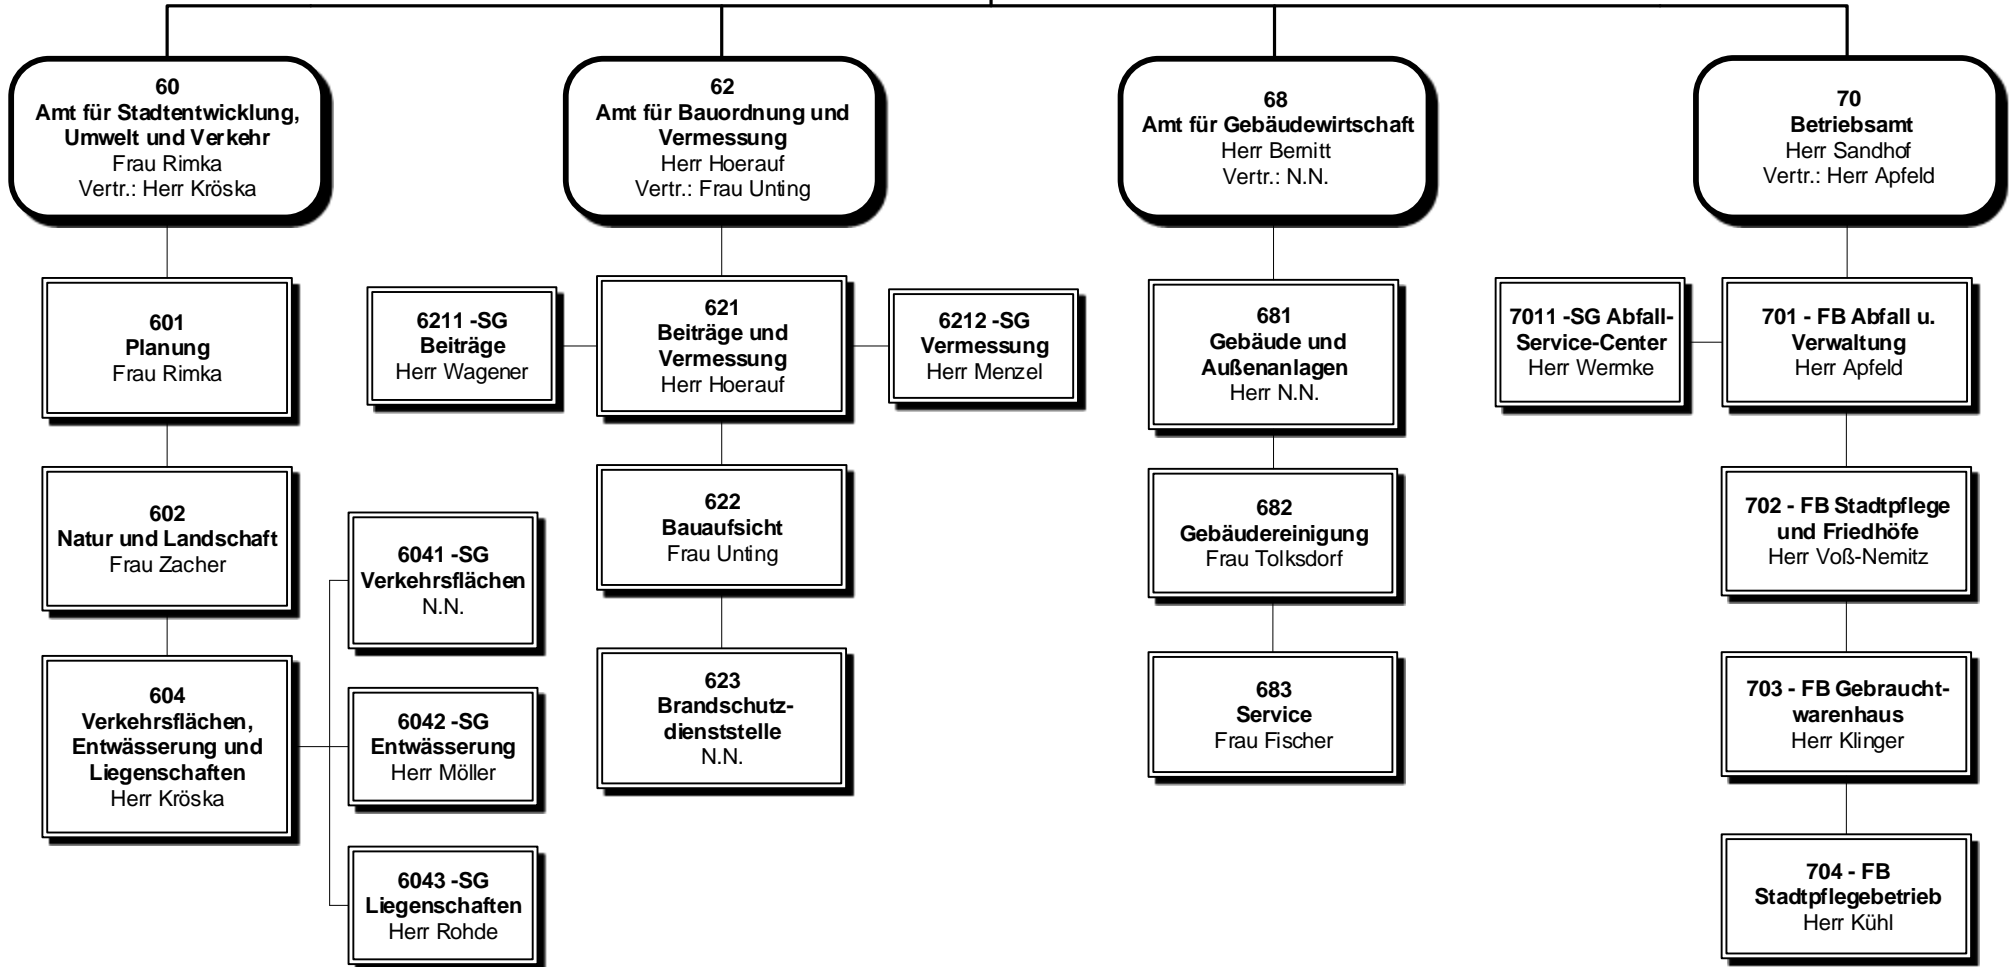 60
Amt für Stadtentwicklung,
Umwelt und Verkehr
Frau Rimka
Vertr.: Herr Kröska
62
Amt für Bauordnung und
Vermessung
Herr Hoerauf
Vertr.: Frau Unting
68
Amt für Gebäudewirtschaft
Herr Bernitt
Vertr.: N.N.
70
Betriebsamt
Herr Sandhof
Vertr.: Herr Apfeld
601
Planung
Frau Rimka
602
Natur und Landschaft
Frau Zacher
604
Verkehrsflächen,
Entwässerung und
Liegenschaften
Herr Kröska
6041 -SG
Verkehrsflächen
N.N.
6042 -SG
Entwässerung
Herr Möller
6043 -SG
Liegenschaften
Herr Rohde
6211 -SG
Beiträge
Herr Wagener
621
Beiträge und
Vermessung
Herr Hoerauf
6212 -SG
Vermessung
Herr Menzel
622
Bauaufsicht
Frau Unting
623
Brandschutz-
dienststelle
N.N.
681
Gebäude und
Außenanlagen
Herr N.N.
682
Gebäudereinigung
Frau Tolksdorf
683
Service
Frau Fischer
7011 -SG Abfall-
Service-Center
Herr Wermke
701 - FB Abfall u.
Verwaltung
Herr Apfeld
702 - FB Stadtpflege
und Friedhöfe
Herr Voß-Nemitz
703 - FB Gebraucht-
warenhaus
Herr Klinger
704 - FB
Stadtpflegebetrieb
Herr Kühl